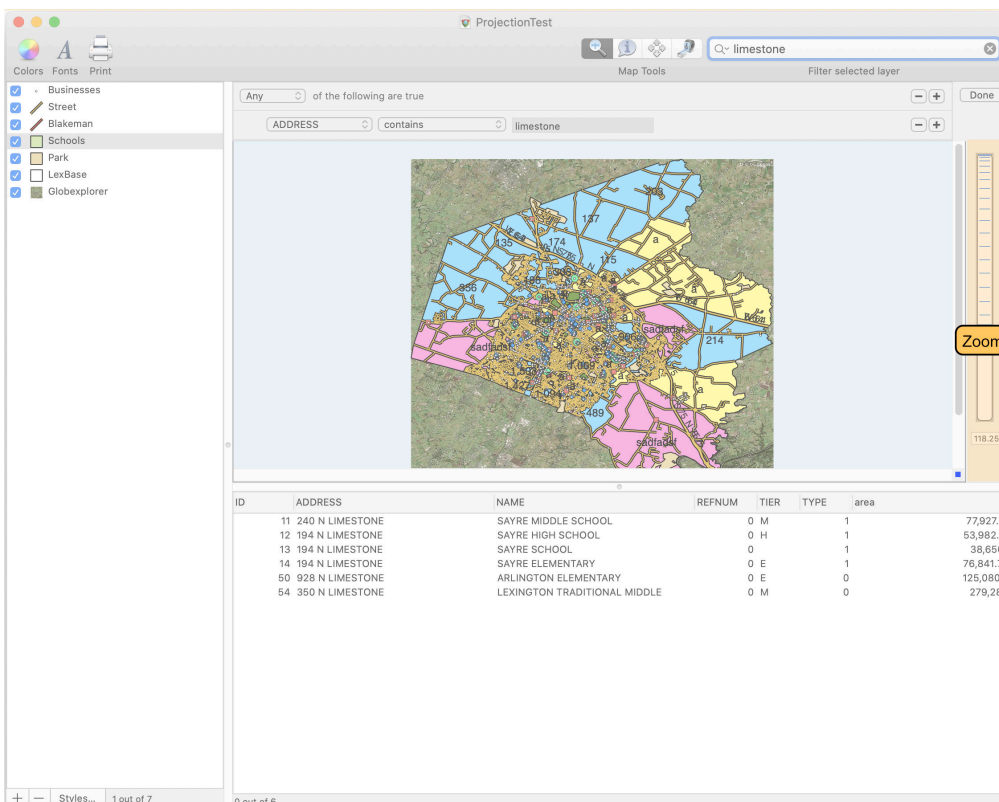 ProjectionTest
limestone
Colors Fonts Print Map Tools Filter selected layer
Businesses
Street
Blakeman
Schools
Park
LexBase
Globexplorer
Any of the following are true Done
ADDRESS contains limestone
203
137
a
135 174
115
356
a
sadfadsf
214
sadfadsf
a
489
sadfadsf
Zoom
118.25
ID ADDRESS NAME REFNUM TIER TYPE area
11 240 N LIMESTONE SAYRE MIDDLE SCHOOL 0 M 1 77,927.
12 194 N LIMESTONE SAYRE HIGH SCHOOL 0 H 1 53,982.
13 194 N LIMESTONE SAYRE SCHOOL 0 1 38,650
14 194 N LIMESTONE SAYRE ELEMENTARY 0 E 1 76,841.7
50 928 N LIMESTONE ARLINGTON ELEMENTARY 0 E 0 125,080
54 350 N LIMESTONE LEXINGTON TRADITIONAL MIDDLE 0 M 0 279,28
Styles... 1 out of 7 0 out of 6